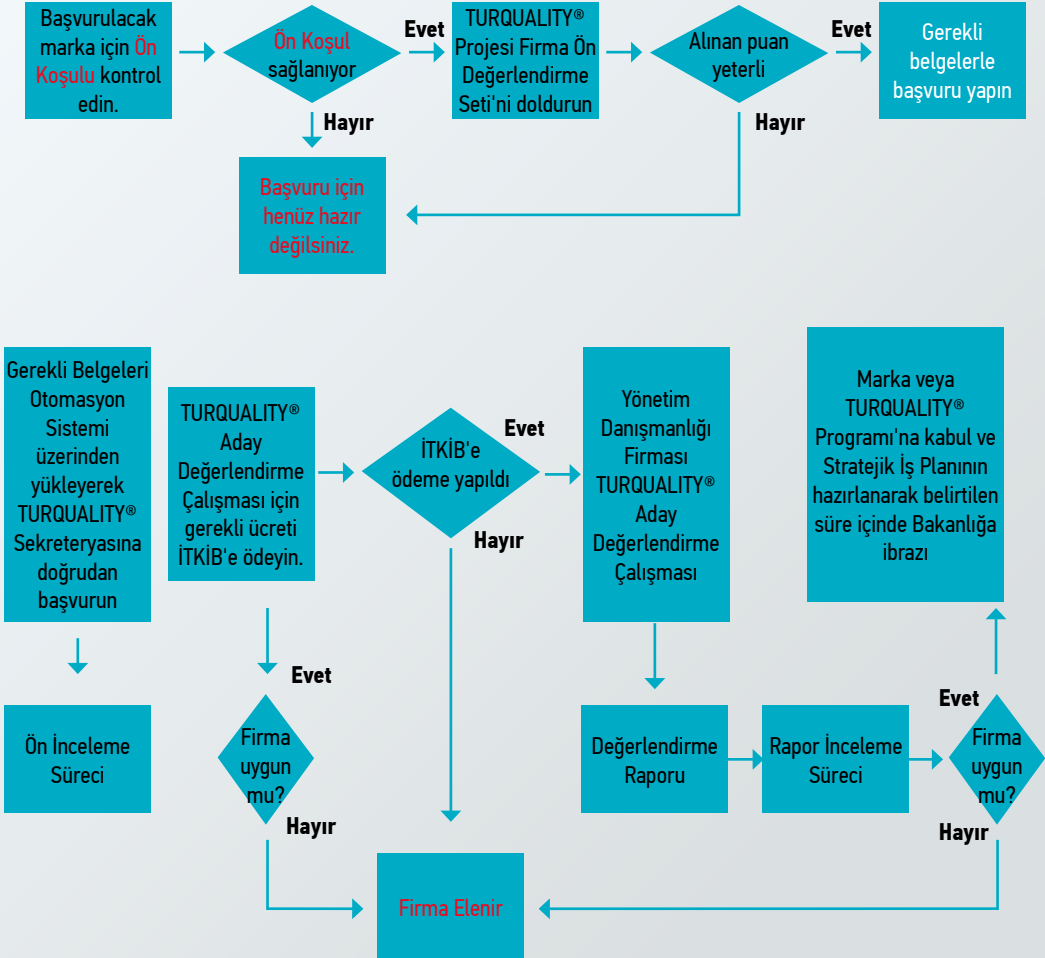 Başvurulacak
marka için Ön
Koşulu kontrol
edin.
Ön Koşul
sağlanıyor
Evet
Hayır
TURQUALITY®
Projesi Firma Ön
Değerlendirme
Seti'ni doldurun
Alınan puan
yeterli
Evet
Hayır
Gerekli
belgelerle
başvuru yapın
Başvuru için
henüz hazır
değilsiniz.
Gerekli Belgeleri
Otomasyon
Sistemi
üzerinden
yükleyerek
TURQUALITY®
Sekreteryasına
doğrudan
başvurun
Ön İnceleme
Süreci
TURQUALITY®
Aday
Değerlendirme
Çalışması için
gerekli ücreti
İTKİB'e ödeyin.
Evet
Firma
uygun
mu?
Hayır
İTKİB'e
ödeme yapıldı
Evet
Hayır
Yönetim
Danışmanlığı
Firması
TURQUALITY®
Aday
Değerlendirme
Çalışması
Değerlendirme
Raporu
Rapor İnceleme
Süreci
Marka veya
TURQUALITY®
Programı'na kabul ve
Stratejik İş Planının
hazırlanarak belirtilen
süre içinde Bakanlığa
ibrazı
Evet
Firma
uygun
mu?
Hayır
Firma Elenir